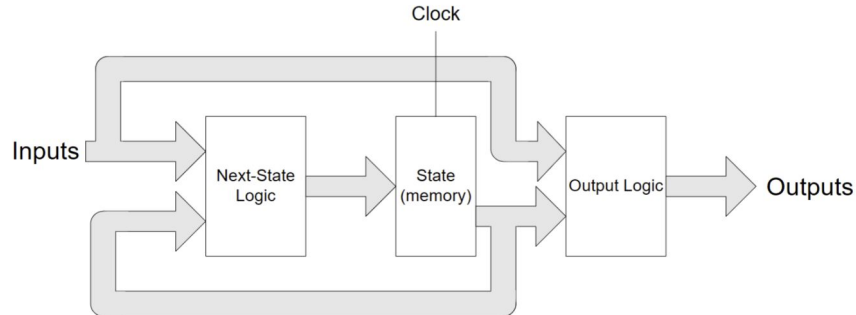 Clock
Inputs
Next-State
Logic
State
(memory)
Output Logic
Outputs